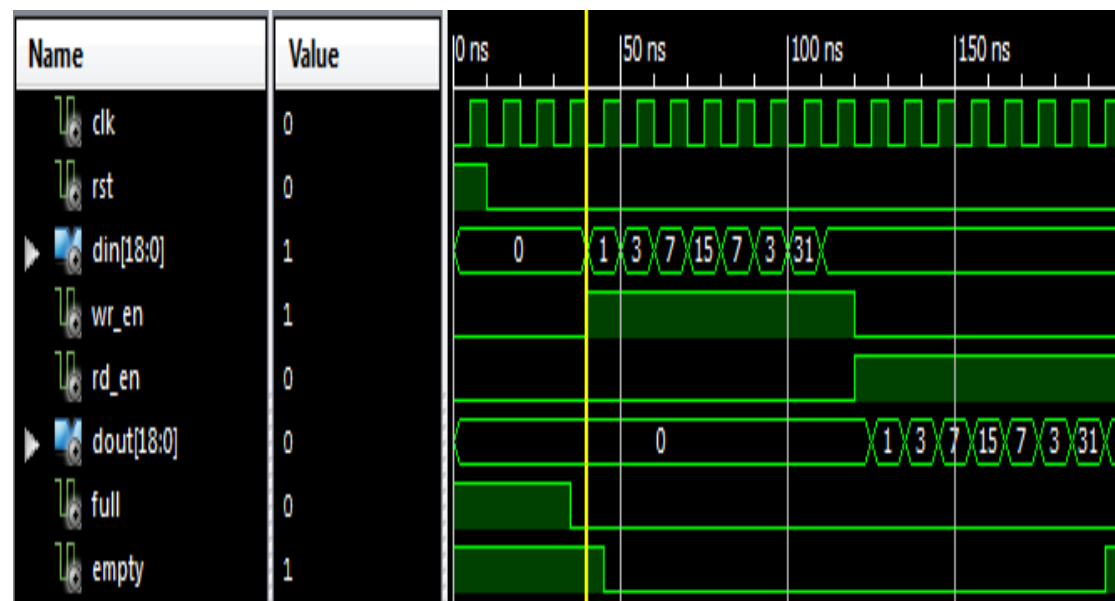 Name Value 0 ns 50 ns 100 ns 150 ns
clk 0
rst 0
din[18:0] 1 0 1 3 7 15 7 3 31
wr_en 1
rd_en 0
dout[18:0] 0 0 1 3 7 15 7 3 31
full 0
empty 1